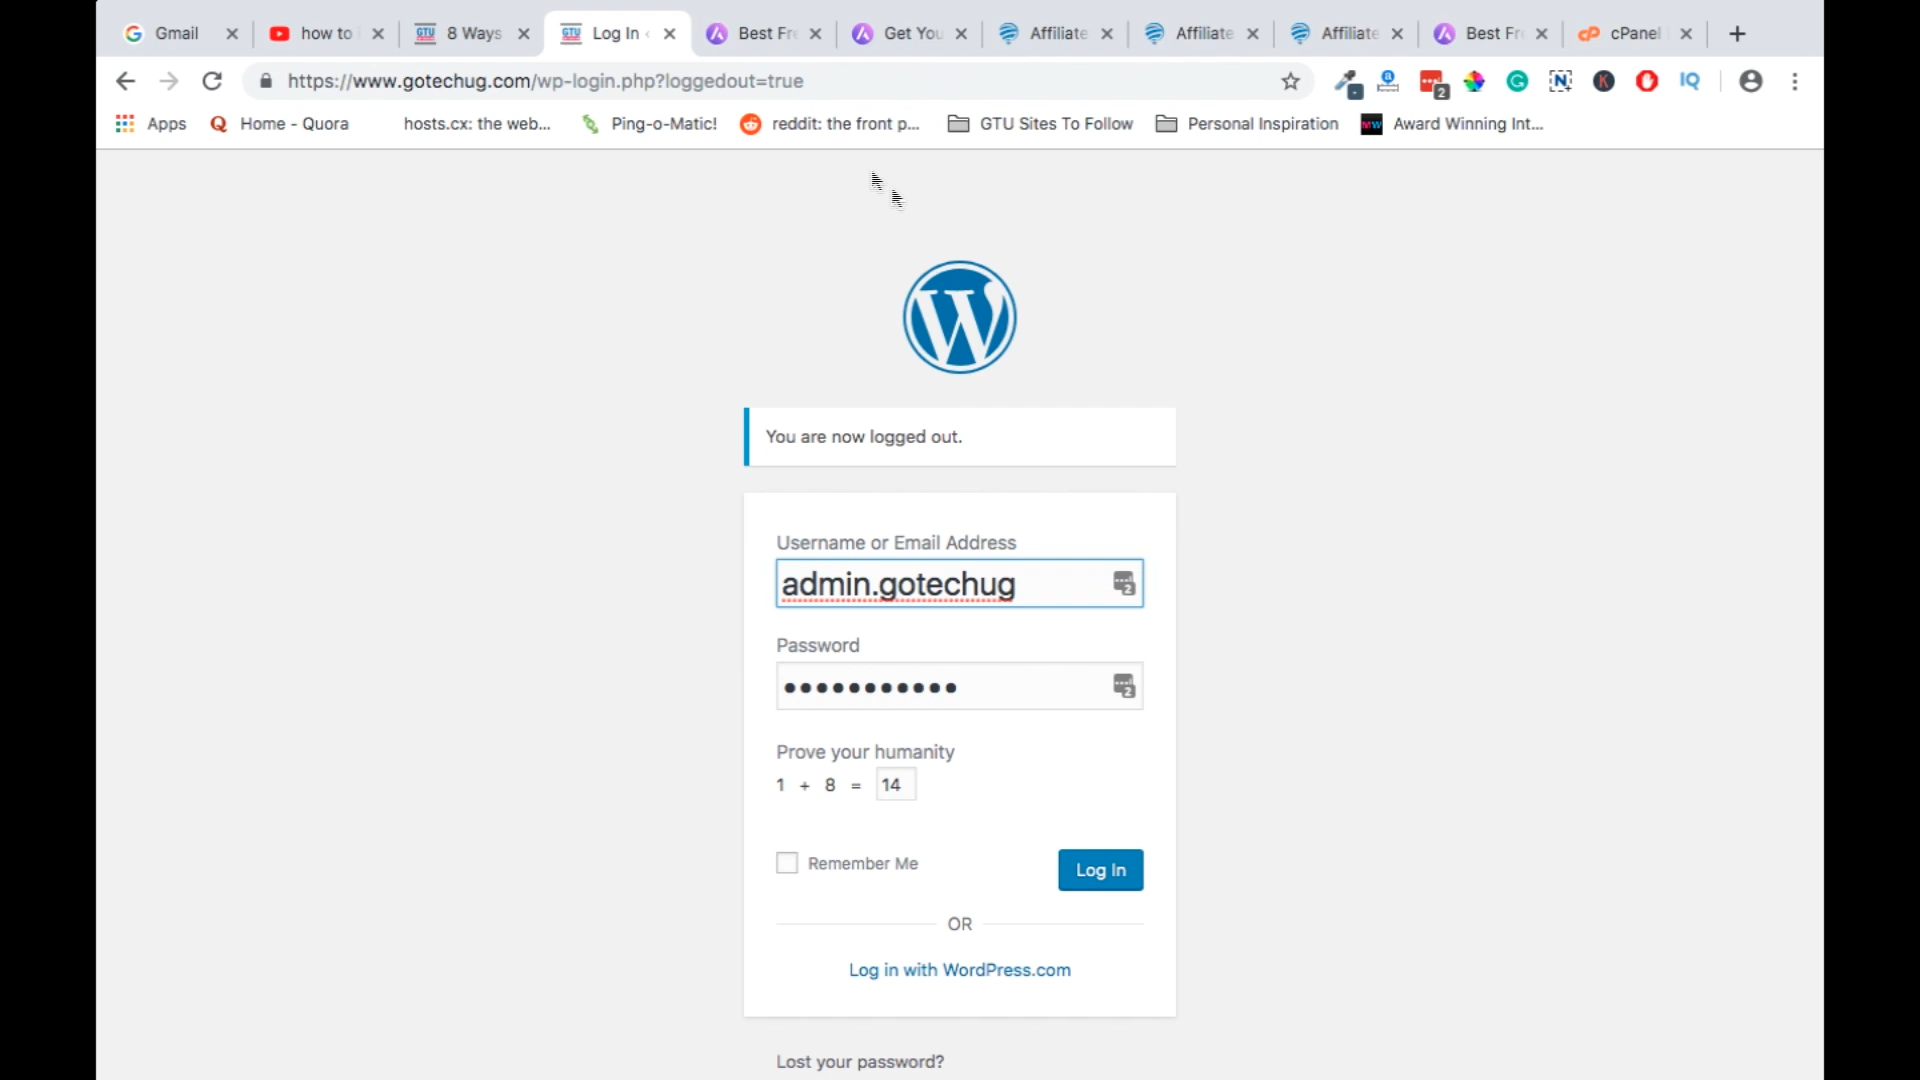 Gmail
how to
8 Ways
Log In
Best Fr
Get You
Affiliate
Affiliate
Affiliate
Best Fr
cPanel
https://www.gotechug.com/wp-login.php?loggedout=true
Apps
Home - Quora
hosts.cx: the web...
Ping-o-Matic!
reddit: the front p...
GTU Sites To Follow
Personal Inspiration
Award Winning Int...
You are now logged out.
Username or Email Address
admin.gotechug
Password
Prove your humanity
1 + 8 = 14
Remember Me
Log In
OR
Log in with WordPress.com
Lost your password?